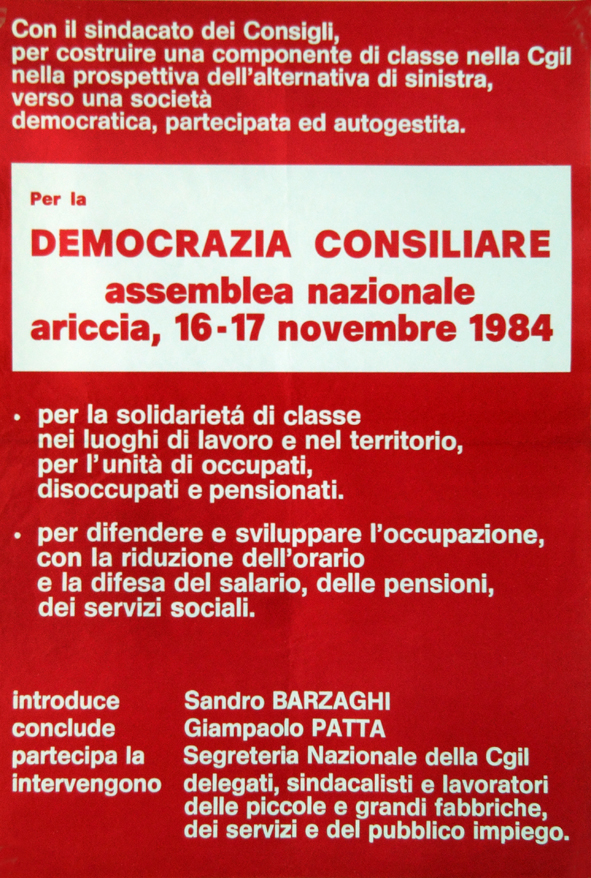 Con il sindacato dei Consigli,
per costruire una componente di classe nella Cgil
nella prospettiva dell'alternativa di sinistra,
verso una società
democratica, partecipata ed autogestita.
Per la
DEMOCRAZIA CONSILIARE
assemblea nazionale
ariccia, 16-17 novembre 1984
• per la solidarietá di classe
nei luoghi di lavoro e nel territorio,
per l'unità di occupati,
disoccupati e pensionati.
• per difendere e sviluppare l'occupazione,
con la riduzione dell'orario
e la difesa del salario, delle pensioni,
dei servizi sociali.
introduce Sandro BARZAGHI
conclude Giampaolo PATTA
partecipa la Segreteria Nazionale della Cgil
intervengono delegati, sindacalisti e lavoratori
delle piccole e grandi fabbriche,
dei servizi e del pubblico impiego.